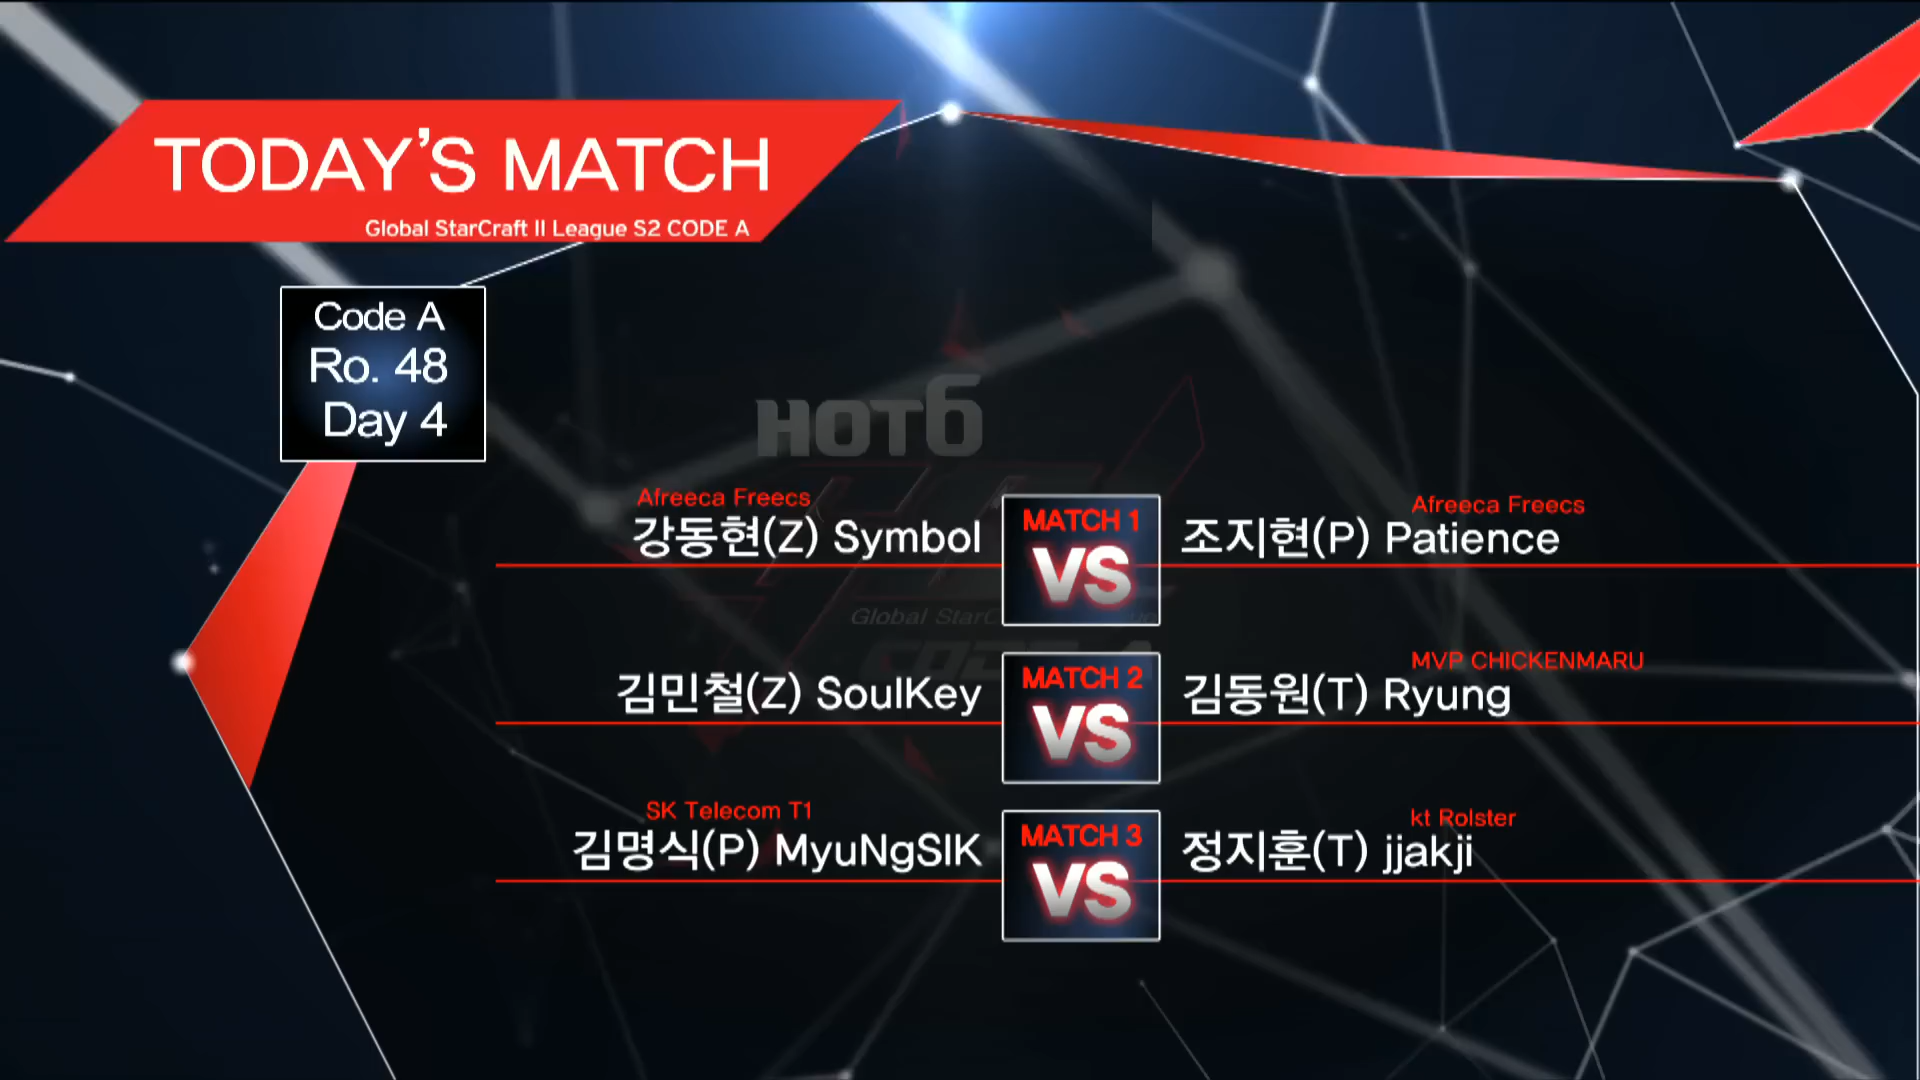 TODAY'S MATCH
Global StarCraft II League S2 CODE A
Code A
Ro. 48
Day 4
HOT6
Global StarC
CODE A
Afreeca Freecs
강동현(Z) Symbol
MATCH 1
VS
Afreeca Freecs
조지현(P) Patience
김민철(Z) SoulKey
MATCH 2
VS
MVP CHICKENMARU
김동원(T) Ryung
SK Telecom T1
김명식(P) MyuNgSIK
MATCH 3
VS
kt Rolster
정지훈(T) jjakji